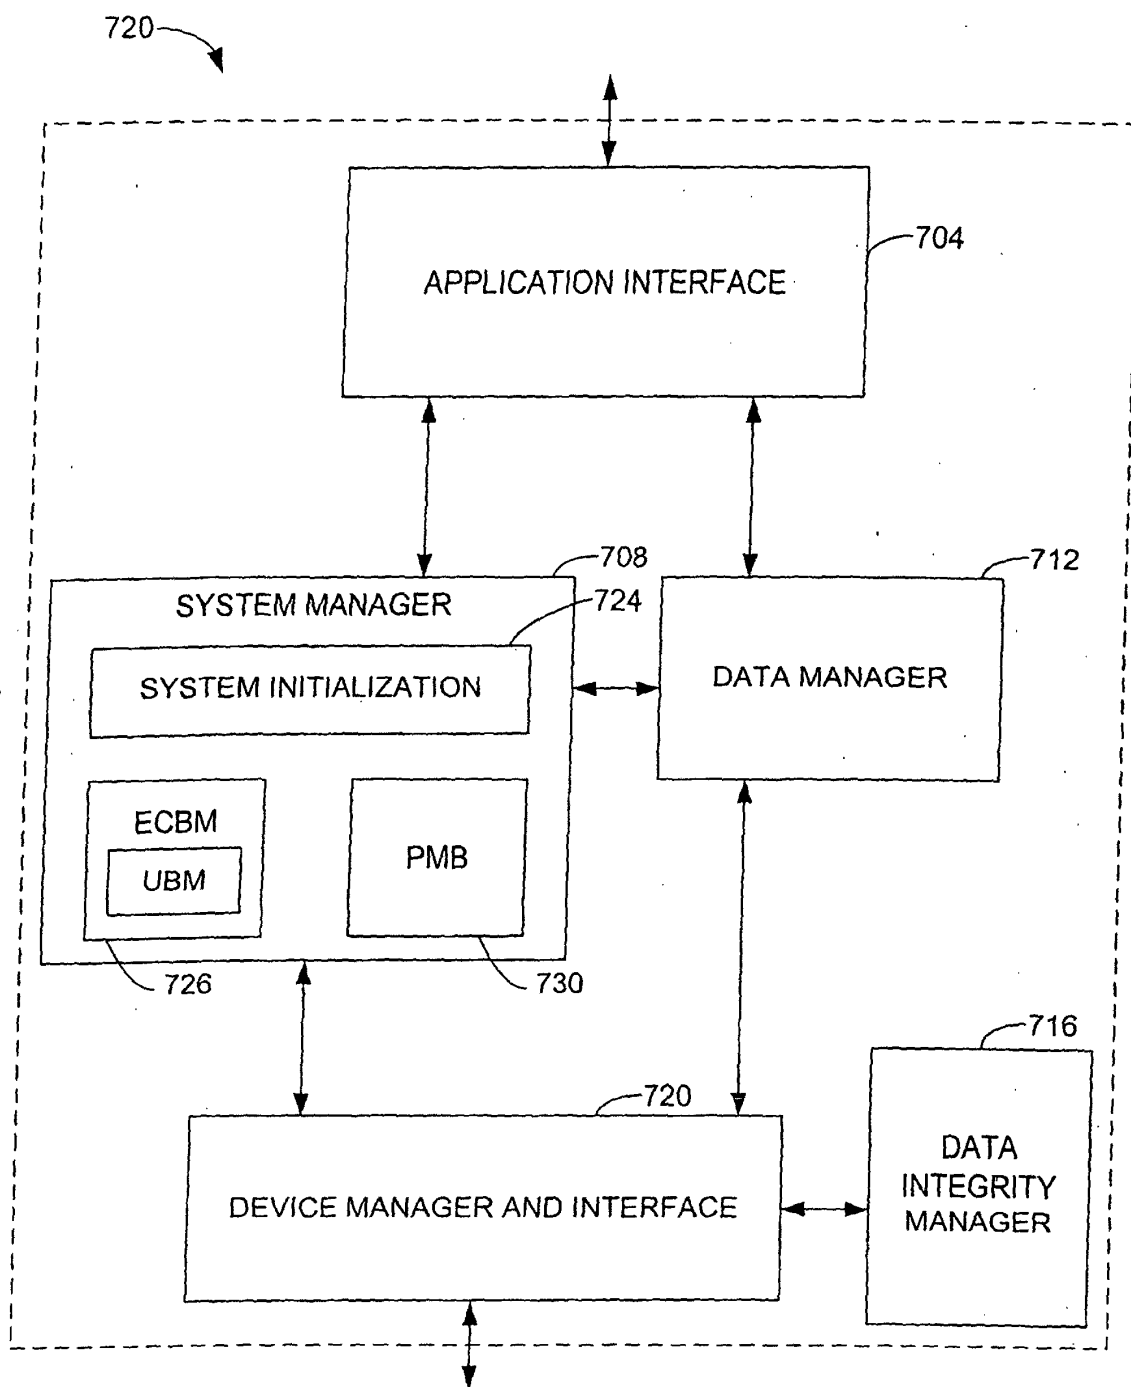 720
704
APPLICATION INTERFACE
708
712
SYSTEM MANAGER
724
SYSTEM INITIALIZATION
DATA MANAGER
ECBM
UBM
PMB
726
730
716
720
DATA
INTEGRITY
MANAGER
DEVICE MANAGER AND INTERFACE